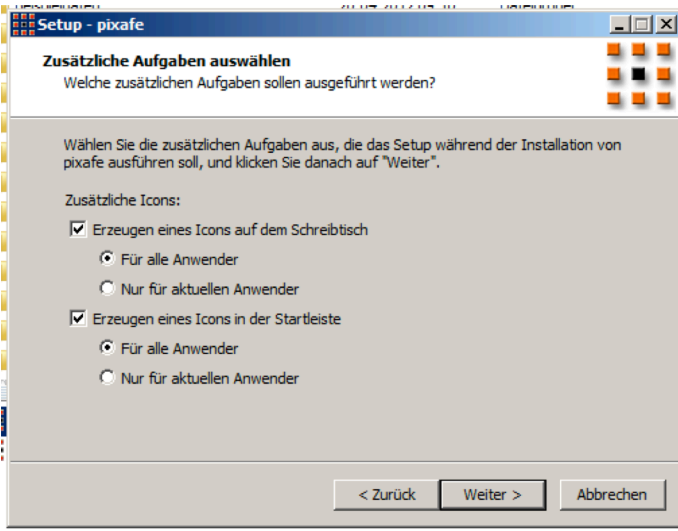 Setup - pixafe
Zusätzliche Aufgaben auswählen
Welche zusätzlichen Aufgaben sollen ausgeführt werden?
Wählen Sie die zusätzlichen Aufgaben aus, die das Setup während der Installation von
pixafe ausführen soll, und klicken Sie danach auf "Weiter".
Zusätzliche Icons:
Erzeugen eines Icons auf dem Schreibtisch
Für alle Anwender
Nur für aktuellen Anwender
Erzeugen eines Icons in der Startleiste
Für alle Anwender
Nur für aktuellen Anwender
< Zurück Weiter > Abbrechen